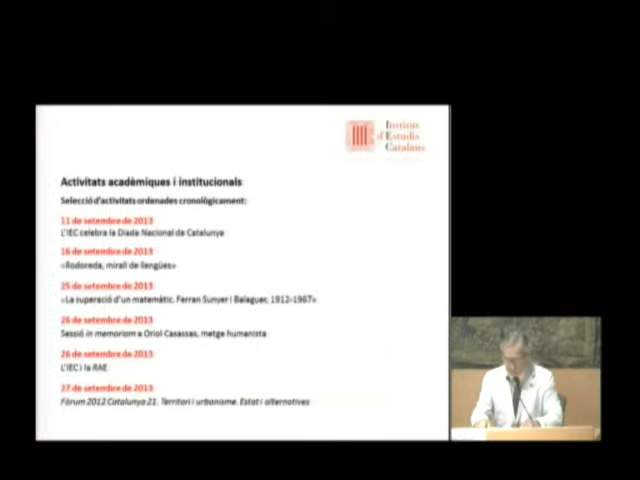 Institut
d'Estudis
Catalans
Activitats acadèmiques i institucionals
Selecció d'activitats ordenades cronològicament:
11 de setembre de 2013
L'IEC celebra la Diada Nacional de Catalunya
16 de setembre de 2013
«Rodoreda, mirall de llengües»
25 de setembre de 2013
«La superació d'un matemàtic. Ferran Sunyer i Balaguer, 1912-1967»
26 de setembre de 2013
Sessió in memoriam a Oriol Casassas, metge humanista
26 de setembre de 2013
L'IEC i la RAE
27 de setembre de 2013
Fòrum 2012 Catalunya 21. Territori i urbanisme. Estat i alternatives